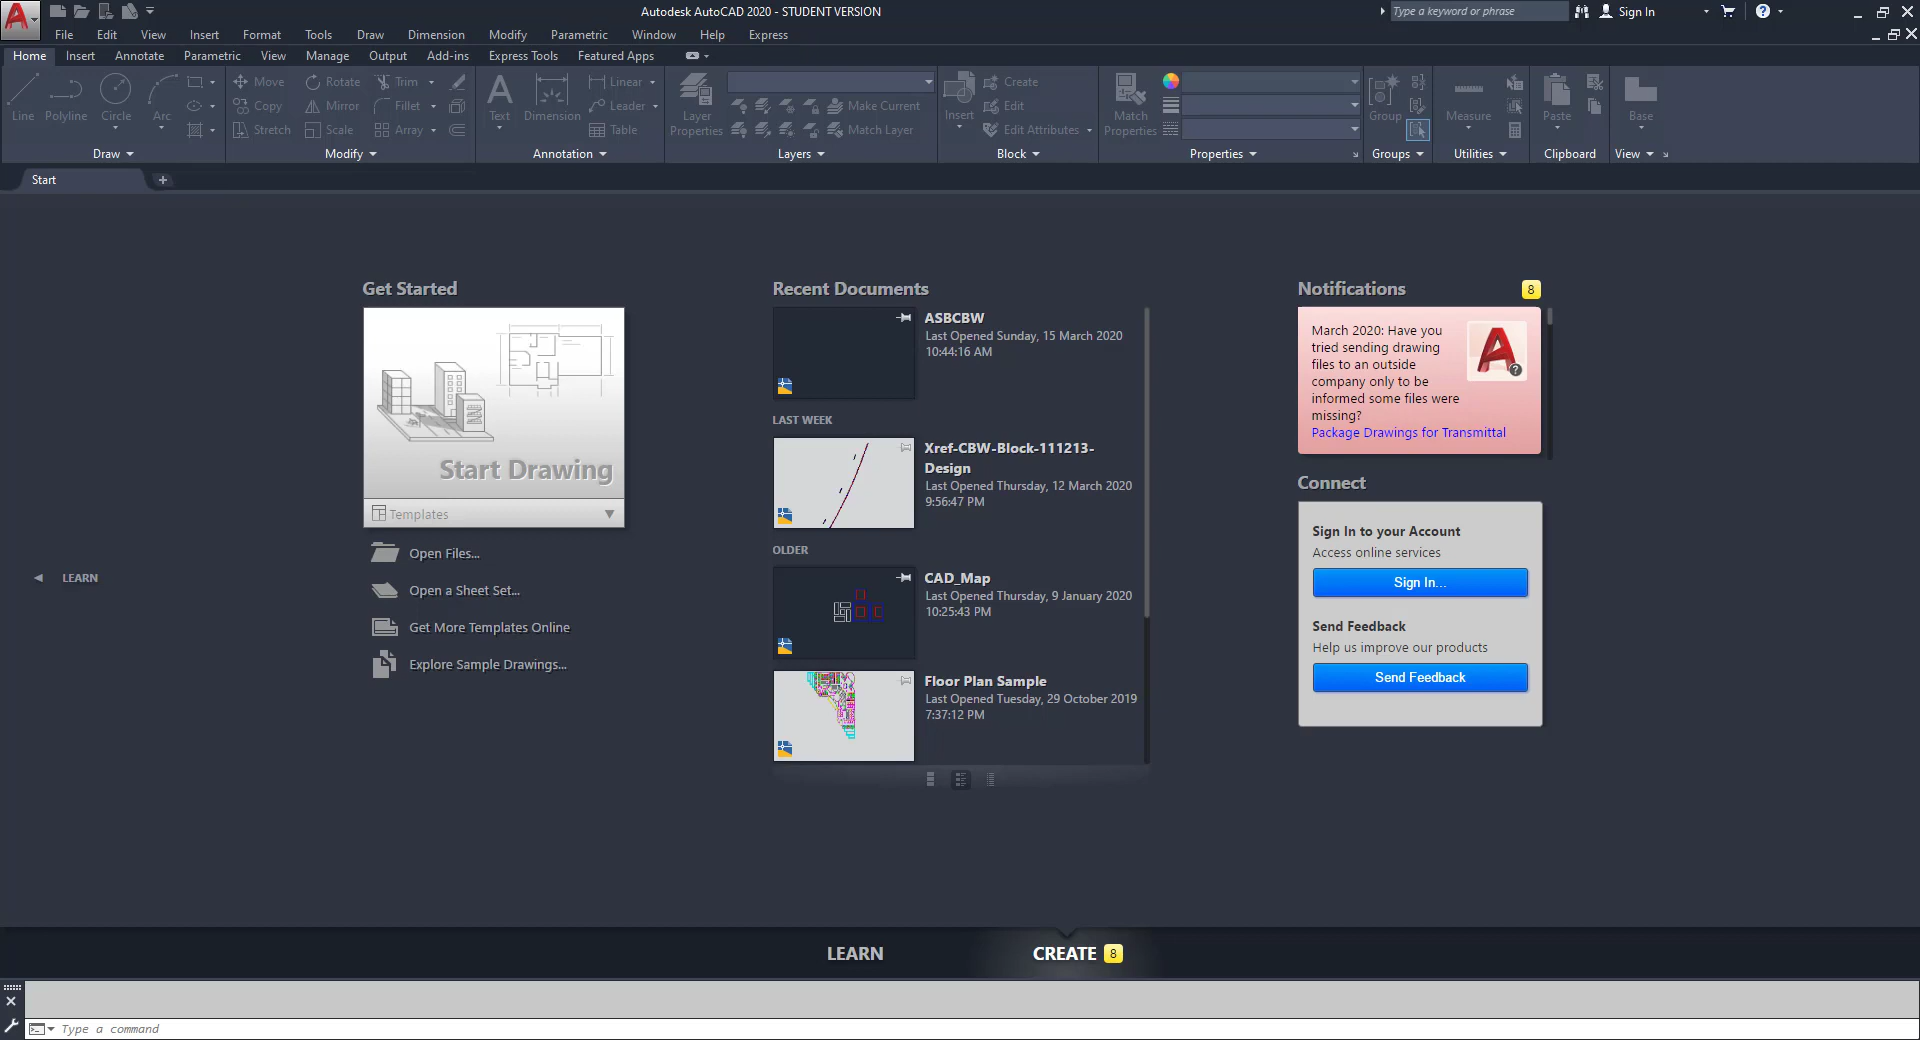 Autodesk AutoCAD 2020 - STUDENT VERSION
Type a keyword or phrase
Sign In
File Edit View Insert Format Tools Draw Dimension Modify Parametric Window Help Express
Home Insert Annotate Parametric View Manage Output Add-ins Express Tools Featured Apps
Line Polyline Circle Arc
Move Rotate Trim
Copy Mirror Fillet
Stretch Scale Array
Text Dimension
Linear
Leader
Table
Layer
Properties
Make Current
Match Layer
Insert
Create
Edit
Edit Attributes
Match
Properties
Group
Measure
Paste
Base
Draw Modify Annotation Layers Block Properties Groups Utilities Clipboard View
Start
LEARN
Get Started
Start Drawing
Templates
Open Files...
Open a Sheet Set...
Get More Templates Online
Explore Sample Drawings...
Recent Documents
ASBCBW
Last Opened Sunday, 15 March 2020
10:44:16 AM
LAST WEEK
Xref-CBW-Block-111213-
Design
Last Opened Thursday, 12 March 2020
9:56:47 PM
OLDER
CAD_Map
Last Opened Thursday, 9 January 2020
10:25:43 PM
Floor Plan Sample
Last Opened Tuesday, 29 October 2019
7:37:12 PM
Notifications 8
March 2020: Have you
tried sending drawing
files to an outside
company only to be
informed some files were
missing?
Package Drawings for Transmittal
Connect
Sign In to your Account
Access online services
Sign In...
Send Feedback
Help us improve our products
Send Feedback
LEARN CREATE 8
Type a command